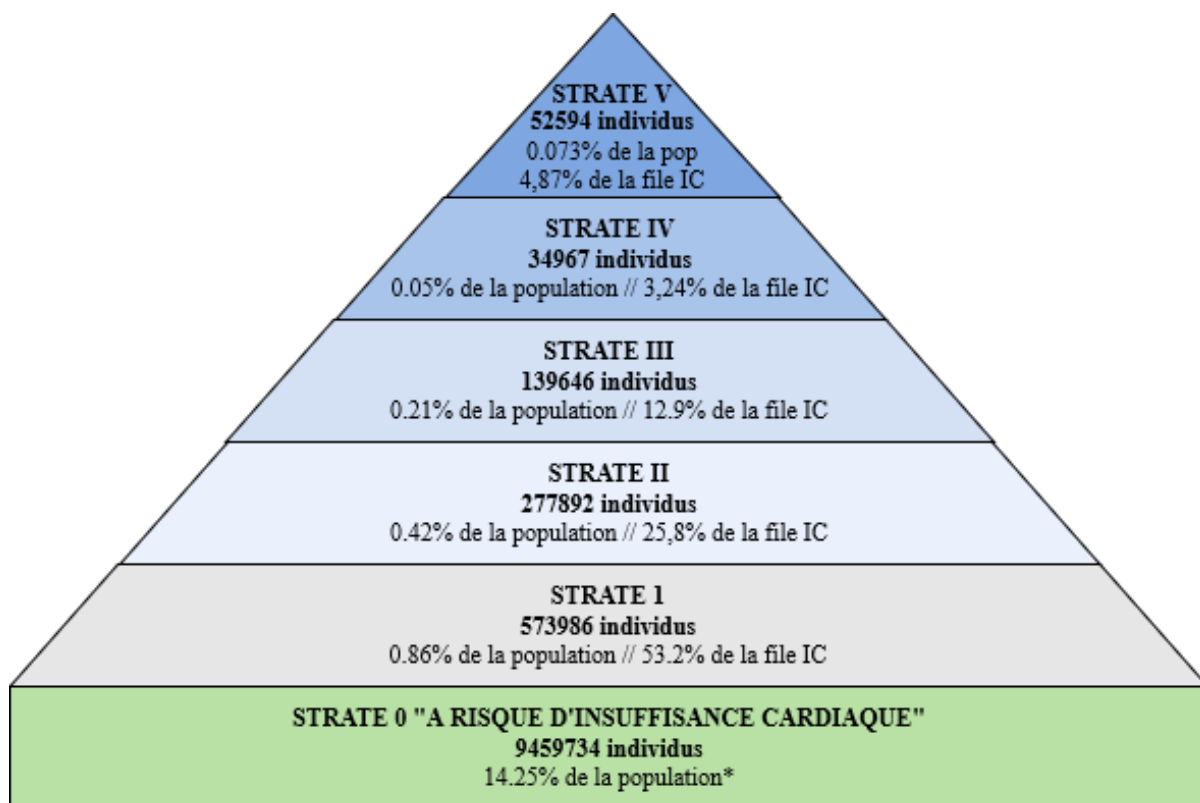 STRATE V
52594 individus
0.073% de la pop
4,87% de la file IC
STRATE IV
34967 individus
0.05% de la population // 3,24% de la file IC
STRATE III
139646 individus
0.21% de la population // 12.9% de la file IC
STRATE II
277892 individus
0.42% de la population // 25,8% de la file IC
STRATE 1
573986 individus
0.86% de la population // 53.2% de la file IC
STRATE 0 "A RISQUE D'INSUFFISANCE CARDIAQUE"
9459734 individus
14.25% de la population*